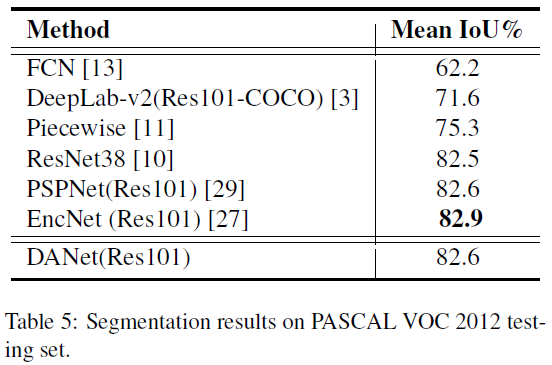 Method Mean IoU%
FCN [13] 62.2
DeepLab-v2(Res101-COCO) [3] 71.6
Piecewise [11] 75.3
ResNet38 [10] 82.5
PSPNet(Res101) [29] 82.6
EncNet (Res101) [27] 82.9
DANet(Res101) 82.6
Table 5: Segmentation results on PASCAL VOC 2012 test-
ing set.